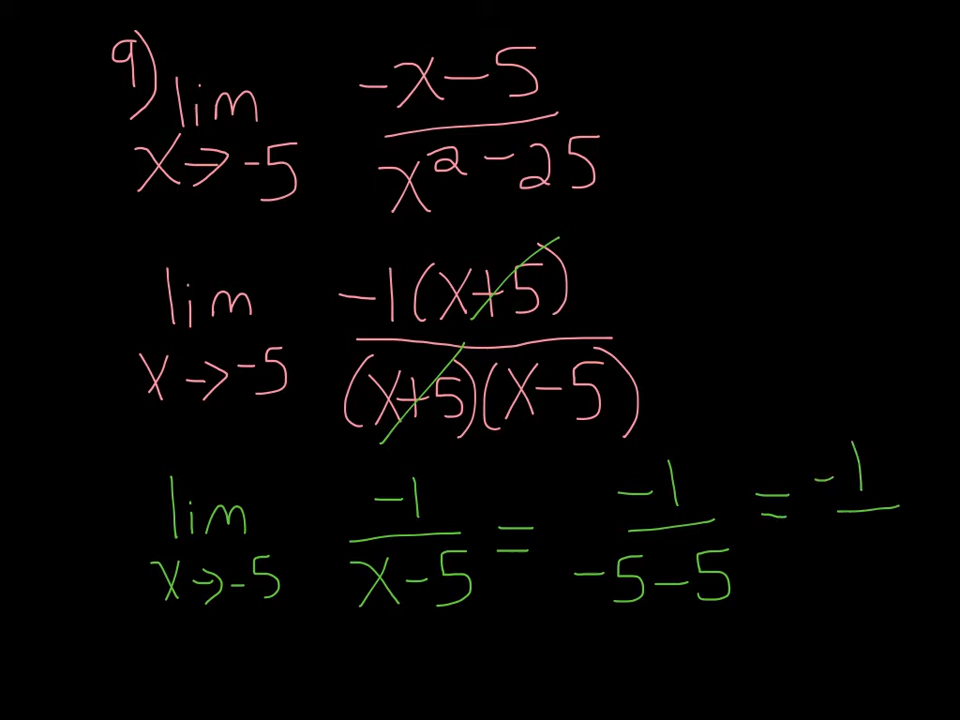 9) lim x→-5 (-x-5)/(x²-25)
lim x→-5 (-1(x+5))/((x+5)(x-5))
lim x→-5 (-1)/(x-5) = (-1)/(-5-5) = -1/